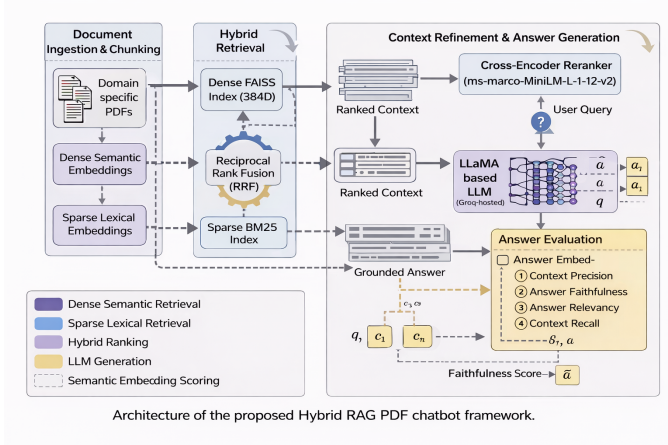 Document
Ingestion & Chunking
Hybrid
Retrieval
Context Refinement & Answer Generation
Domain
specific
PDFs
Dense FAISS
Index (384D)
Ranked Context
Cross-Encoder Reranker
(ms-marco-MiniLM-L-1-12-v2)
User Query
?
Dense Semantic
Embeddings
Reciprocal
Rank Fusion
(RRF)
Ranked Context
LLaMA
based
LLM
(Groq-hosted)
â
a
q
Sparse Lexical
Embeddings
Sparse BM25
Index
Grounded Answer
Answer Evaluation
Answer Embed-
1 Context Precision
2 Answer Faithfulness
3 Answer Relevancy
4 Context Recall
Dense Semantic Retrieval
Sparse Lexical Retrieval
Hybrid Ranking
LLM Generation
Semantic Embedding Scoring
c₁
cₙ
Faithfulness Score
Architecture of the proposed Hybrid RAG PDF chatbot framework.